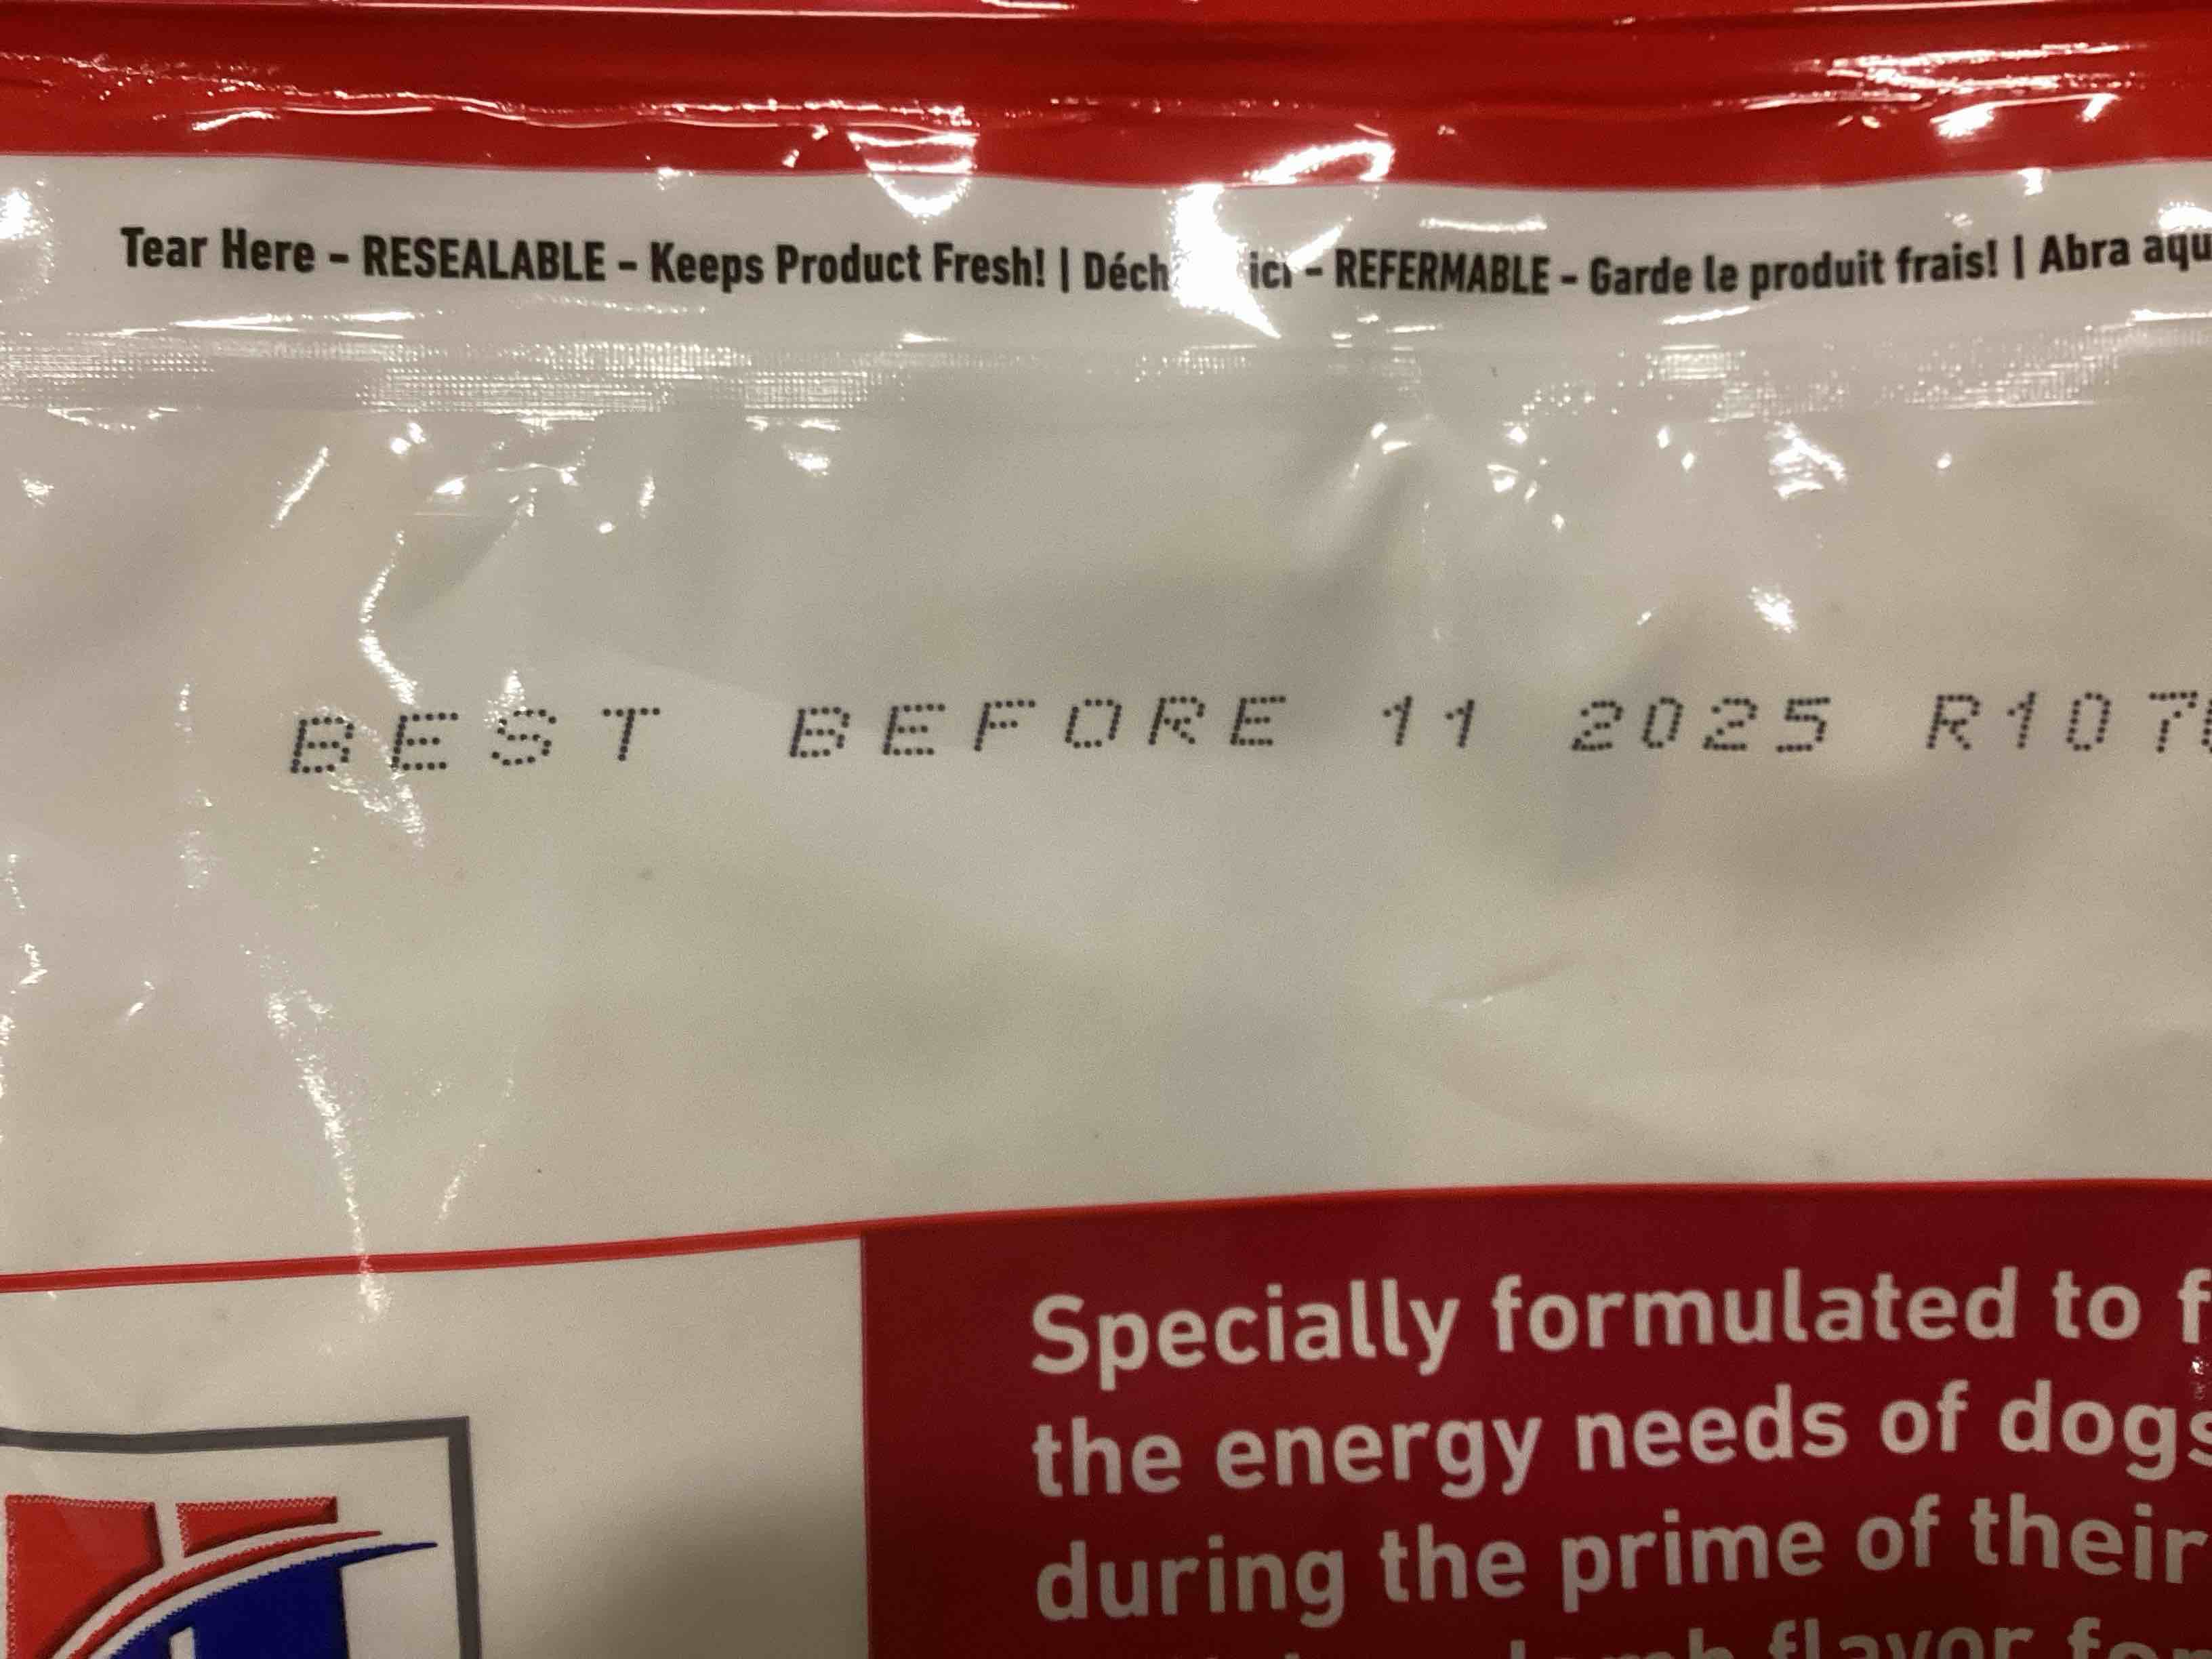 Tear Here – RESEALABLE – Keeps Product Fresh! | ici – REFERMABLE – Garde le produit frais! | Abra
BEST BEFORE 11 2025
Specially formulated to
the energy needs of dogs
during the prime of their
flavor